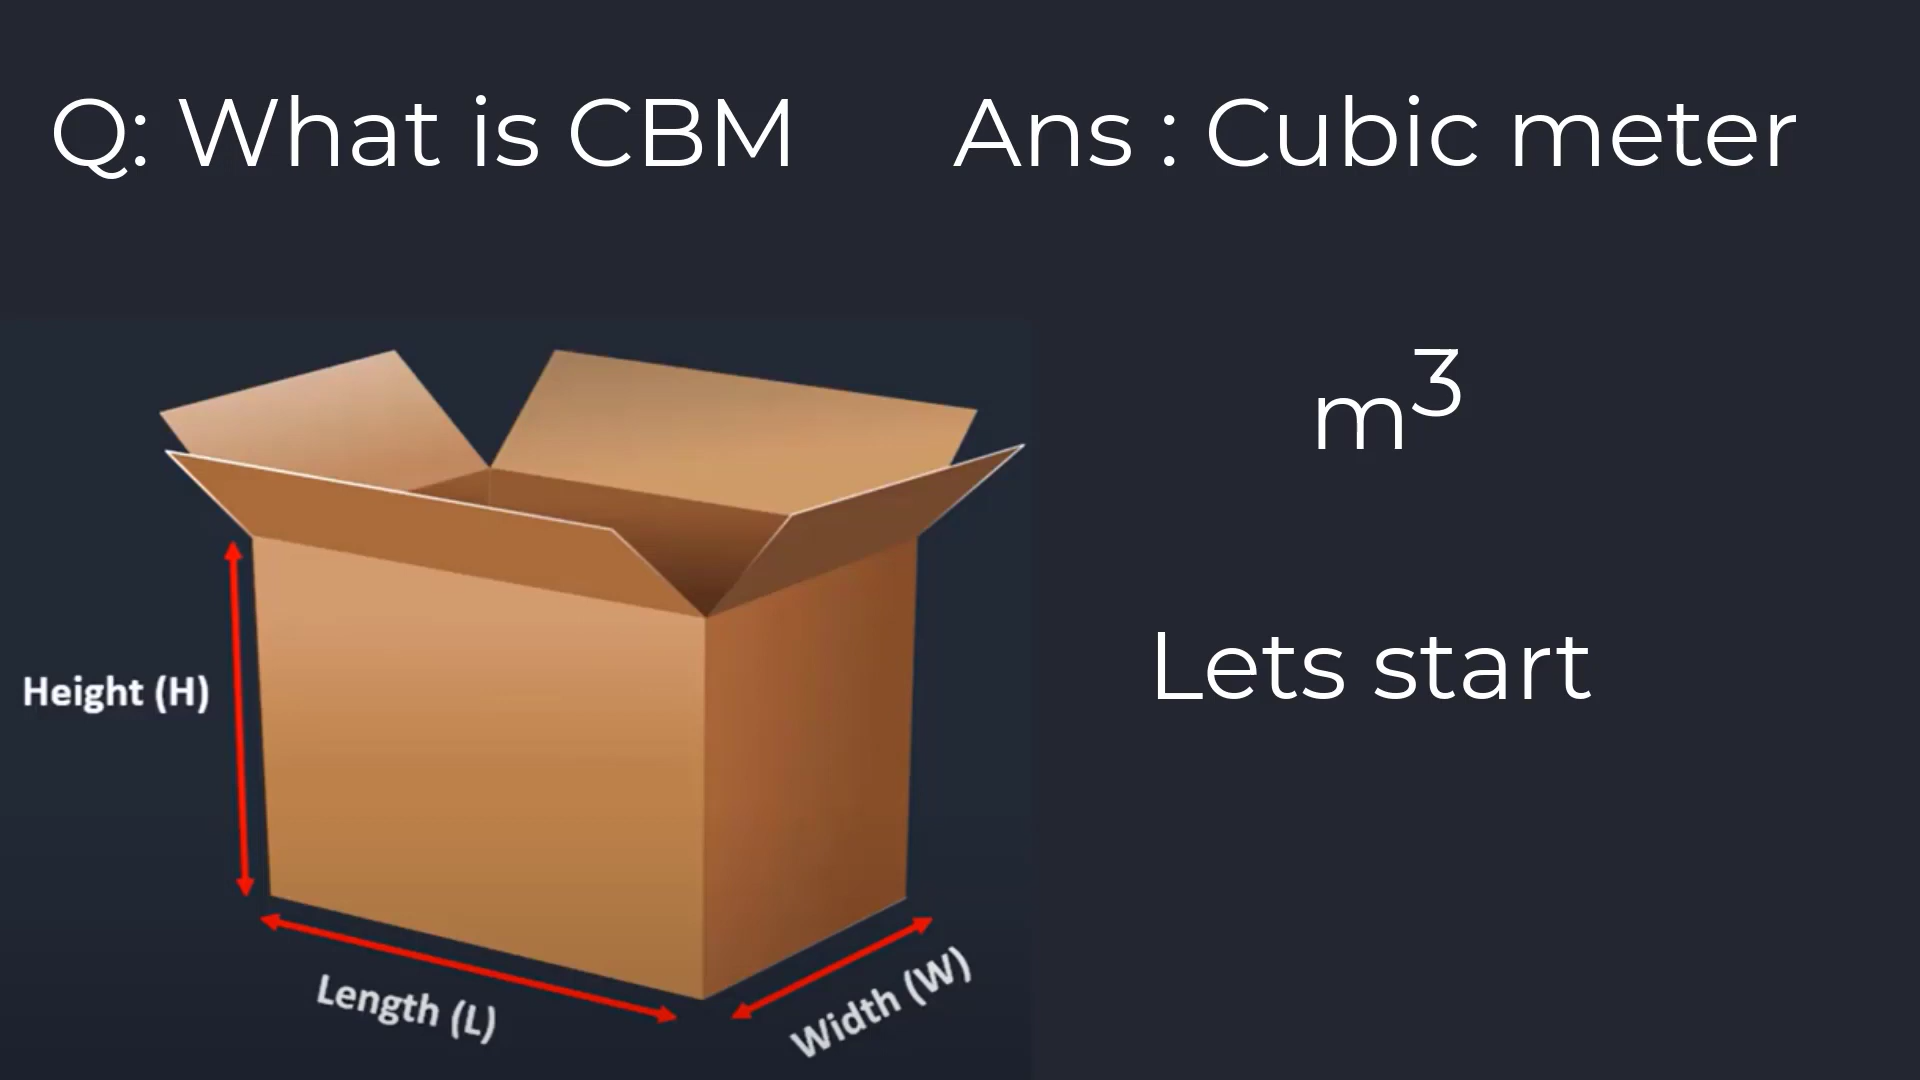 Q: What is CBM
Ans : Cubic meter
m³
Lets start
Height (H)
Length (L)
Width (W)